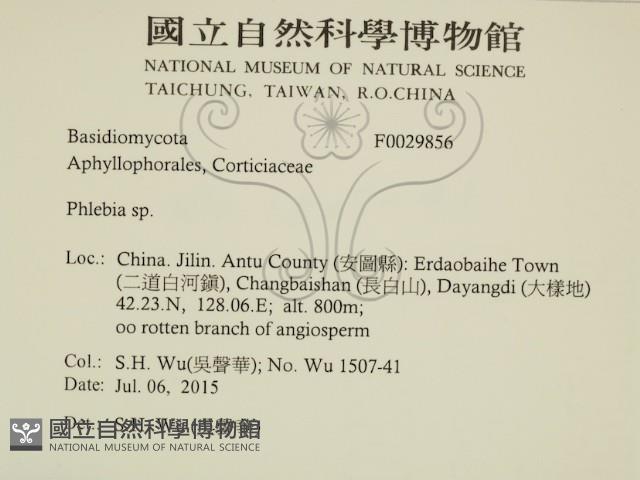 國立自然科學博物館
NATIONAL MUSEUM OF NATURAL SCIENCE
TAICHUNG, TAIWAN, R.O.CHINA
Basidiomycota F0029856
Aphyllophorales, Corticiaceae
Phlebia sp.
Loc.: China. Jilin. Antu County (安圖縣): Erdaobaihe Town
(二道白河鎭), Changbaishan (長白山), Dayangdi (大樣地)
42.23.N, 128.06.E; alt. 800m;
oo rotten branch of angiosperm
Col.: S.H. Wu(吳聲華); No. Wu 1507-41
Date: Jul. 06, 2015
Det.: S.H. Wu
國立自然科學博物館
NATIONAL MUSEUM OF NATURAL SCIENCE